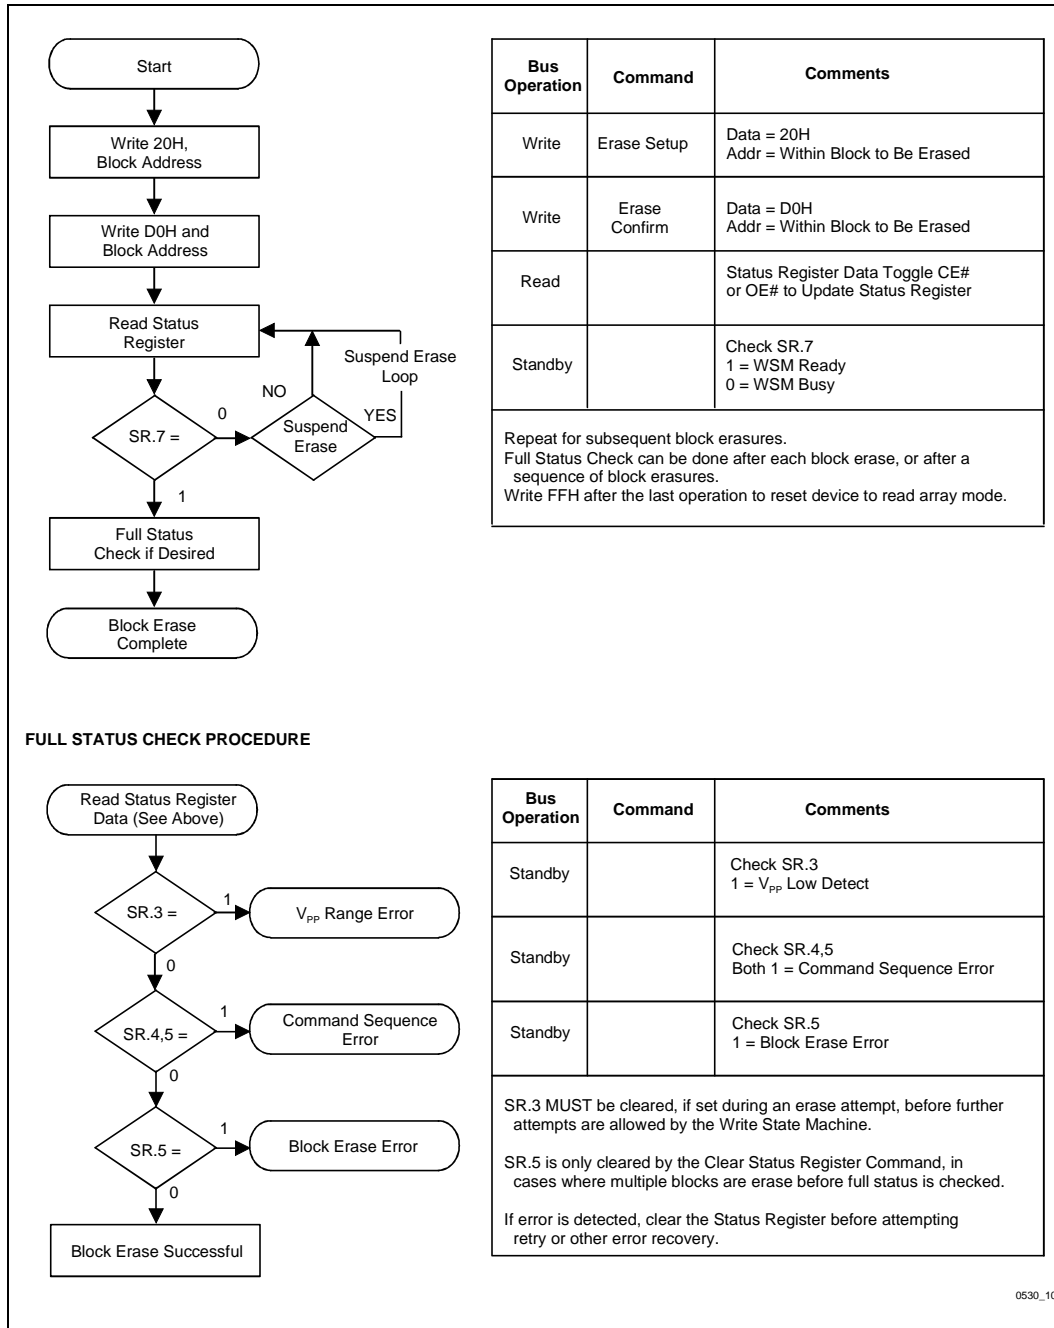 Start
Write 20H,
Block Address
Write D0H and
Block Address
Read Status
Register
Suspend Erase
Loop
NO
YES
0
SR.7 =
Suspend
Erase
1
Full Status
Check if Desired
Block Erase
Complete
Bus
Operation
Command
Comments
Write
Erase Setup
Data = 20H
Addr = Within Block to Be Erased
Write
Erase
Confirm
Data = D0H
Addr = Within Block to Be Erased
Read
Status Register Data Toggle CE#
or OE# to Update Status Register
Standby
Check SR.7
1 = WSM Ready
0 = WSM Busy
Repeat for subsequent block erasures.
Full Status Check can be done after each block erase, or after a
sequence of block erasures.
Write FFH after the last operation to reset device to read array mode.
FULL STATUS CHECK PROCEDURE
Read Status Register
Data (See Above)
SR.3 =
1
VPP Range Error
0
SR.4,5 =
1
Command Sequence
Error
0
SR.5 =
1
Block Erase Error
0
Block Erase Successful
Bus
Operation
Command
Comments
Standby
Check SR.3
1 = VPP Low Detect
Standby
Check SR.4,5
Both 1 = Command Sequence Error
Standby
Check SR.5
1 = Block Erase Error
SR.3 MUST be cleared, if set during an erase attempt, before further
attempts are allowed by the Write State Machine.
SR.5 is only cleared by the Clear Status Register Command, in
cases where multiple blocks are erase before full status is checked.
If error is detected, clear the Status Register before attempting
retry or other error recovery.
0530_10